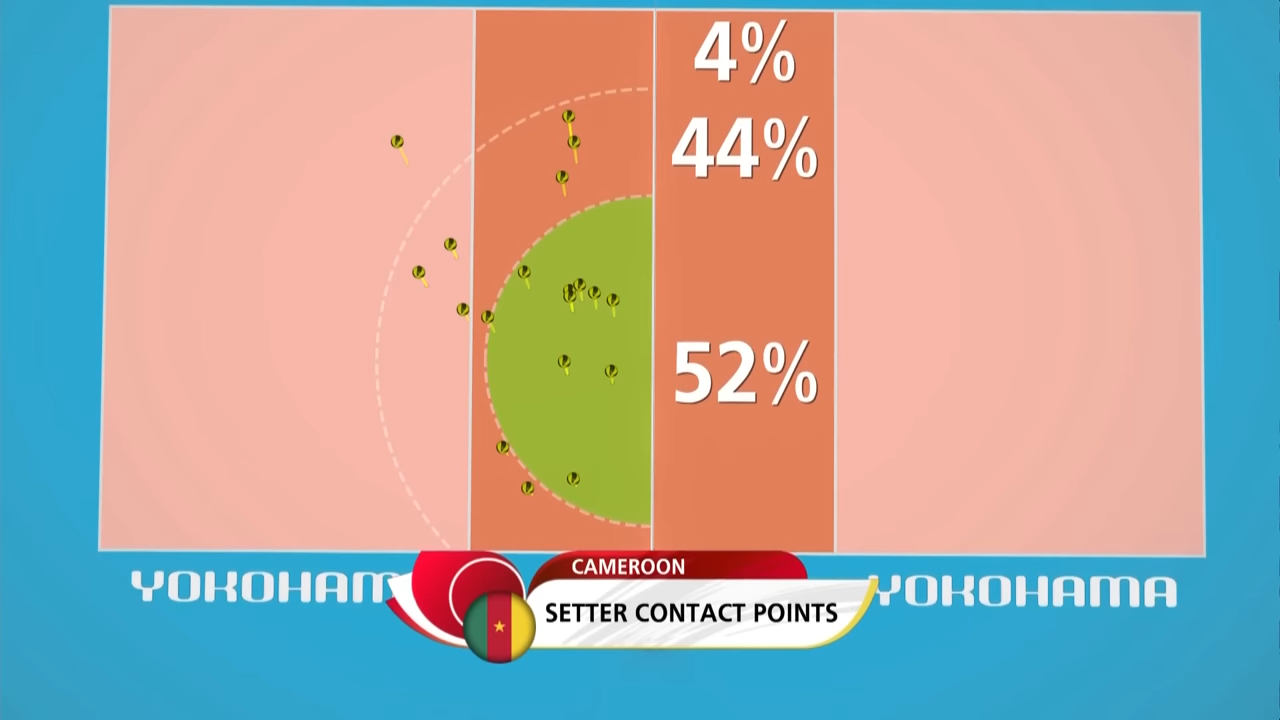 4%
44%
52%
YOKOHAM
YOKOHAMA
CAMEROON
SETTER CONTACT POINTS